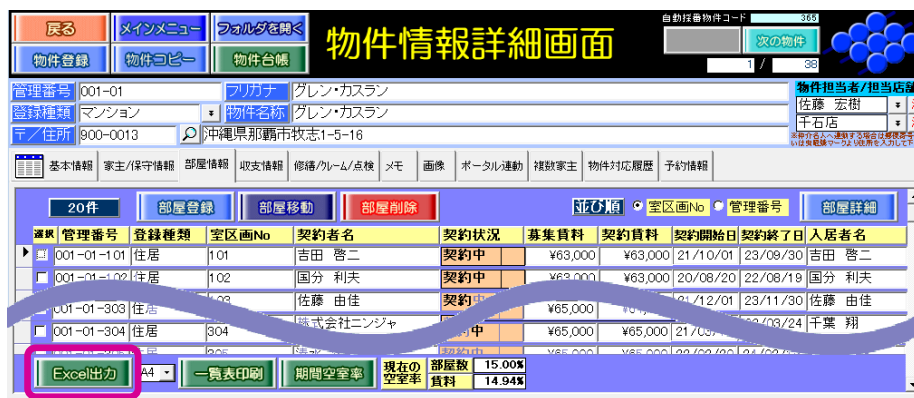 戻る メインメニュー フォルダを開く 物件情報詳細画面 自動採番物件コード 365
次の物件
物件登録 物件コピー 物件台帳 1 / 38
管理番号 001-01 フリガナ グレン・カスラン 物件担当者/担当店舗
登録種類 マンション 物件名称 グレン・カスラン 佐藤 宏樹
〒/住所 900-0013 沖縄県那覇市牧志1-5-16 千石店
基本情報 家主/保守情報 部屋情報 収支情報 修繕/クレーム/点検 メモ 画像 ポータル連動 複数家主 物件対応履歴 予約情報
20件 部屋登録 部屋移動 部屋削除 並び順 室区画No 管理番号 部屋詳細
選択 管理番号 登録種類 室区画No 契約者名 契約状況 募集賃料 契約賃料 契約開始日 契約終了日 入居者名
001-01-101 住居 101 吉田 啓二 契約中 ¥63,000 ¥63,000 21/10/01 23/09/30 吉田 啓二
001-01-102 住居 102 国分 利夫 契約中 ¥63,000 ¥63,000 20/08/20 22/08/19 国分 利夫
001-01-303 住居 佐藤 由佳 契約中 ¥65,000 21/12/01 23/11/30 佐藤 由佳
001-01-304 住居 304 株式会社ニンジャ ¥65,000 ¥65,000 千葉 翔
Excel出力 A4 一覧表印刷 期間空室率 現在の空室率 部屋数 15.00%
賃料 14.94%